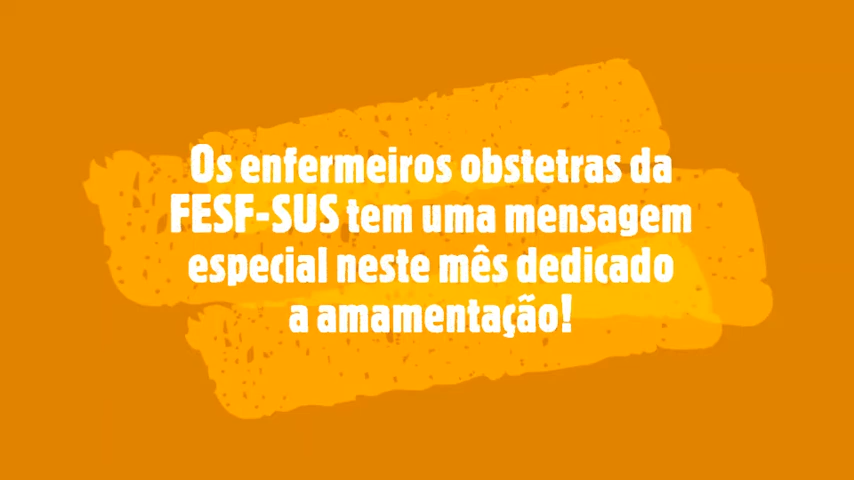 Os enfermeiros obstetras da
FESF-SUS tem uma mensagem
especial neste mês dedicado
a amamentação!